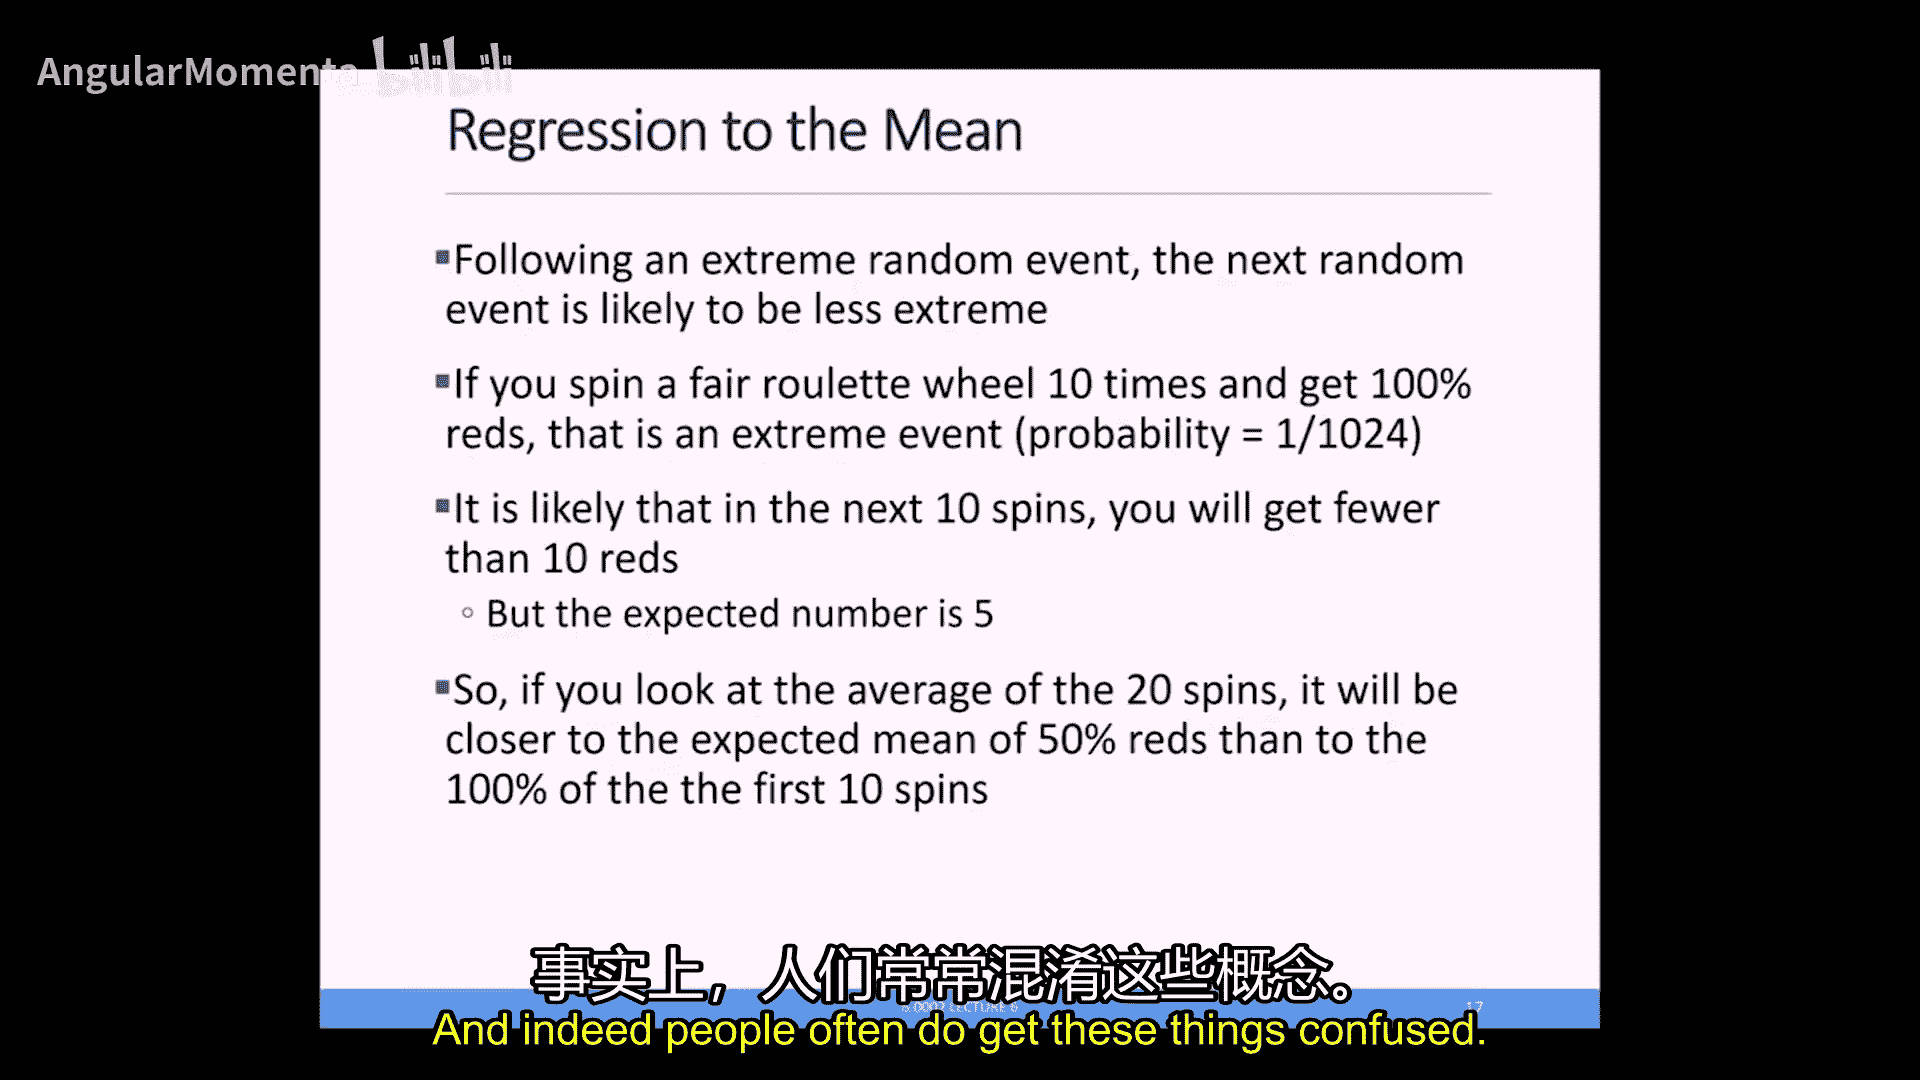 AngularMomenta bilibili
Regression to the Mean
▪Following an extreme random event, the next random
event is likely to be less extreme
▪If you spin a fair roulette wheel 10 times and get 100%
reds, that is an extreme event (probability = 1/1024)
▪It is likely that in the next 10 spins, you will get fewer
than 10 reds
◦ But the expected number is 5
▪So, if you look at the average of the 20 spins, it will be
closer to the expected mean of 50% reds than to the
100% of the the first 10 spins
事实上，人们常常混淆这些概念。
6.0002 LECTURE 6
17
And indeed people often do get these things confused.